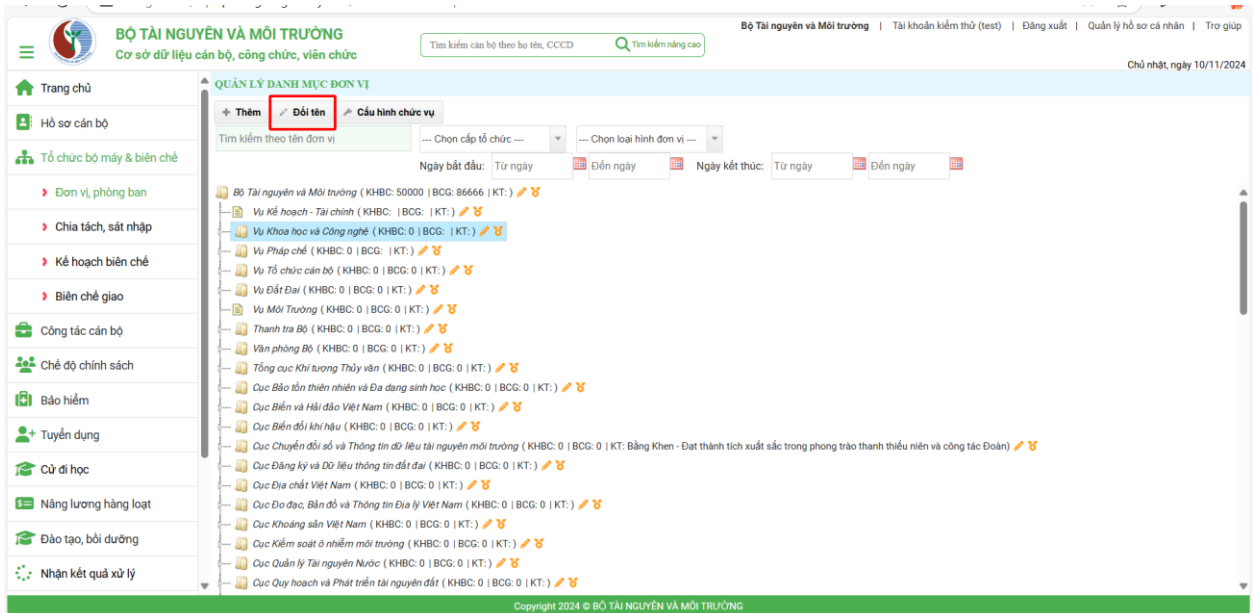 BỘ TÀI NGUYÊN VÀ MÔI TRƯỜNG
Cơ sở dữ liệu cán bộ, công chức, viên chức
Tìm kiếm cán bộ theo họ tên, CCCD
Tìm kiếm nâng cao
Bộ Tài nguyên và Môi trường | Tài khoản kiểm thử (test) | Đăng xuất | Quản lý hồ sơ cá nhân | Trợ giúp
Chủ nhật, ngày 10/11/2024
Trang chủ
Hồ sơ cán bộ
Tổ chức bộ máy & biên chế
Đơn vị, phòng ban
Chia tách, sát nhập
Kế hoạch biên chế
Biên chế giao
Công tác cán bộ
Chế độ chính sách
Bảo hiểm
Tuyển dụng
Cử đi học
Nâng lương hàng loạt
Đào tạo, bồi dưỡng
Nhận kết quả xử lý
QUẢN LÝ DANH MỤC ĐƠN VỊ
Thêm Đổi tên Cấu hình chức vụ
Tìm kiếm theo tên đơn vị --- Chọn cấp tổ chức --- --- Chọn loại hình đơn vị ---
Ngày bắt đầu: Từ ngày Đến ngày Ngày kết thúc: Từ ngày Đến ngày
Bộ Tài nguyên và Môi trường ( KHBC: 50000 | BCG: 86666 | KT: )
Vụ Kế hoạch - Tài chính ( KHBC: | BCG: | KT: )
Vụ Khoa học và Công nghệ ( KHBC: 0 | BCG: | KT: )
Vụ Pháp chế ( KHBC: 0 | BCG: | KT: )
Vụ Tổ chức cán bộ ( KHBC: 0 | BCG: 0 | KT: )
Vụ Đất Đai ( KHBC: 0 | BCG: 0 | KT: )
Vụ Môi Trường ( KHBC: 0 | BCG: 0 | KT: )
Thanh tra Bộ ( KHBC: 0 | BCG: 0 | KT: )
Văn phòng Bộ ( KHBC: 0 | BCG: 0 | KT: )
Tổng cục Khí tượng Thủy văn ( KHBC: 0 | BCG: 0 | KT: )
Cục Bảo tồn thiên nhiên và Đa dạng sinh học ( KHBC: 0 | BCG: 0 | KT: )
Cục Biển và Hải đảo Việt Nam ( KHBC: 0 | BCG: 0 | KT: )
Cục Biến đổi khí hậu ( KHBC: 0 | BCG: 0 | KT: )
Cục Chuyển đổi số và Thông tin dữ liệu tài nguyên môi trường ( KHBC: 0 | BCG: 0 | KT: Bằng Khen - Đạt thành tích xuất sắc trong phong trào thanh thiếu niên và công tác Đoàn)
Cục Đăng ký và Dữ liệu thông tin đất đai ( KHBC: 0 | BCG: 0 | KT: )
Cục Địa chất Việt Nam ( KHBC: 0 | BCG: 0 | KT: )
Cục Đo đạc, Bản đồ và Thông tin Địa lý Việt Nam ( KHBC: 0 | BCG: 0 | KT: )
Cục Khoáng sản Việt Nam ( KHBC: 0 | BCG: 0 | KT: )
Cục Kiểm soát ô nhiễm môi trường ( KHBC: 0 | BCG: 0 | KT: )
Cục Quản lý Tài nguyên Nước ( KHBC: 0 | BCG: 0 | KT: )
Cục Quy hoạch và Phát triển tài nguyên đất ( KHBC: 0 | BCG: 0 | KT: )
Copyright 2024 © BỘ TÀI NGUYÊN VÀ MÔI TRƯỜNG